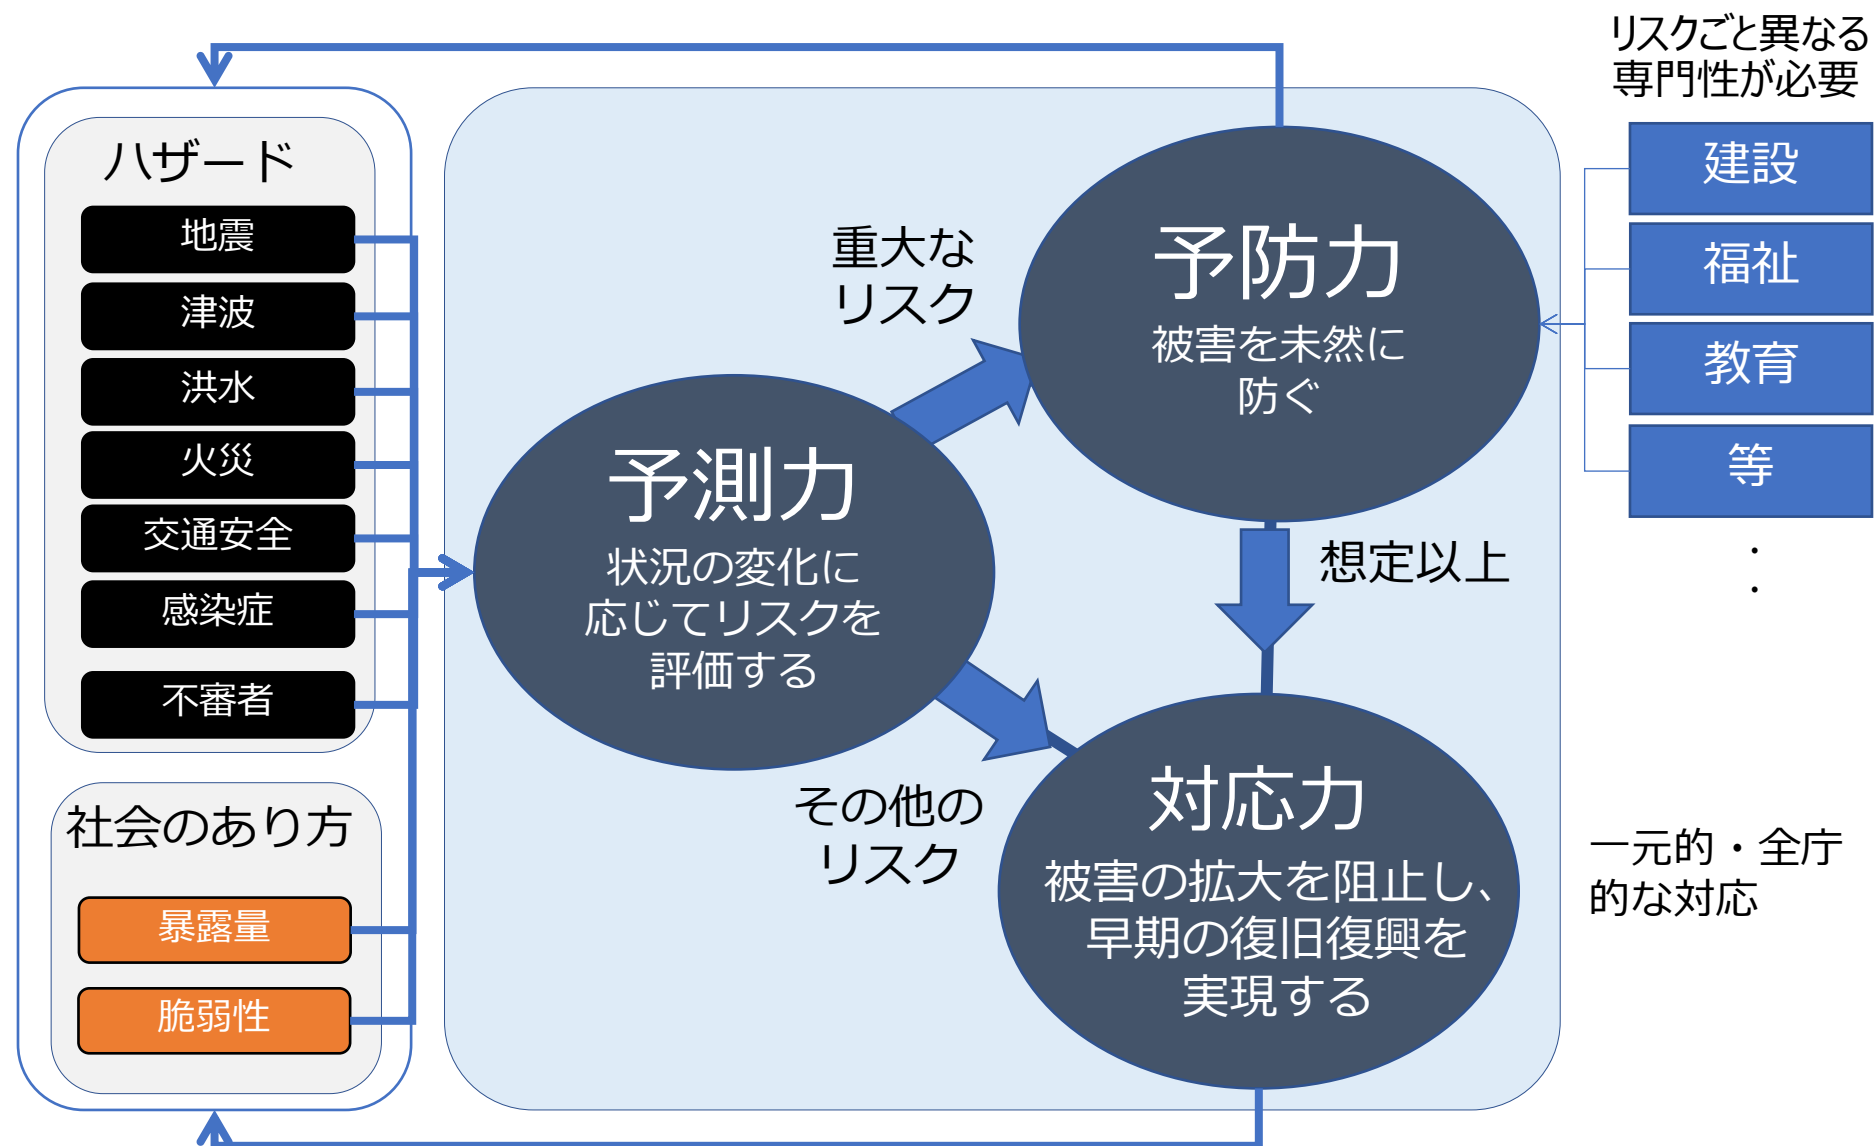 リスクごと異なる
専門性が必要
ハザード
地震
津波
洪水
火災
交通安全
感染症
不審者
社会のあり方
暴露量
脆弱性
予測力
状況の変化に
応じてリスクを
評価する
重大な
リスク
その他の
リスク
予防力
被害を未然に
防ぐ
想定以上
対応力
被害の拡大を阻止し、
早期の復旧復興を
実現する
建設
福祉
教育
等
・
・
一元的・全庁
的な対応